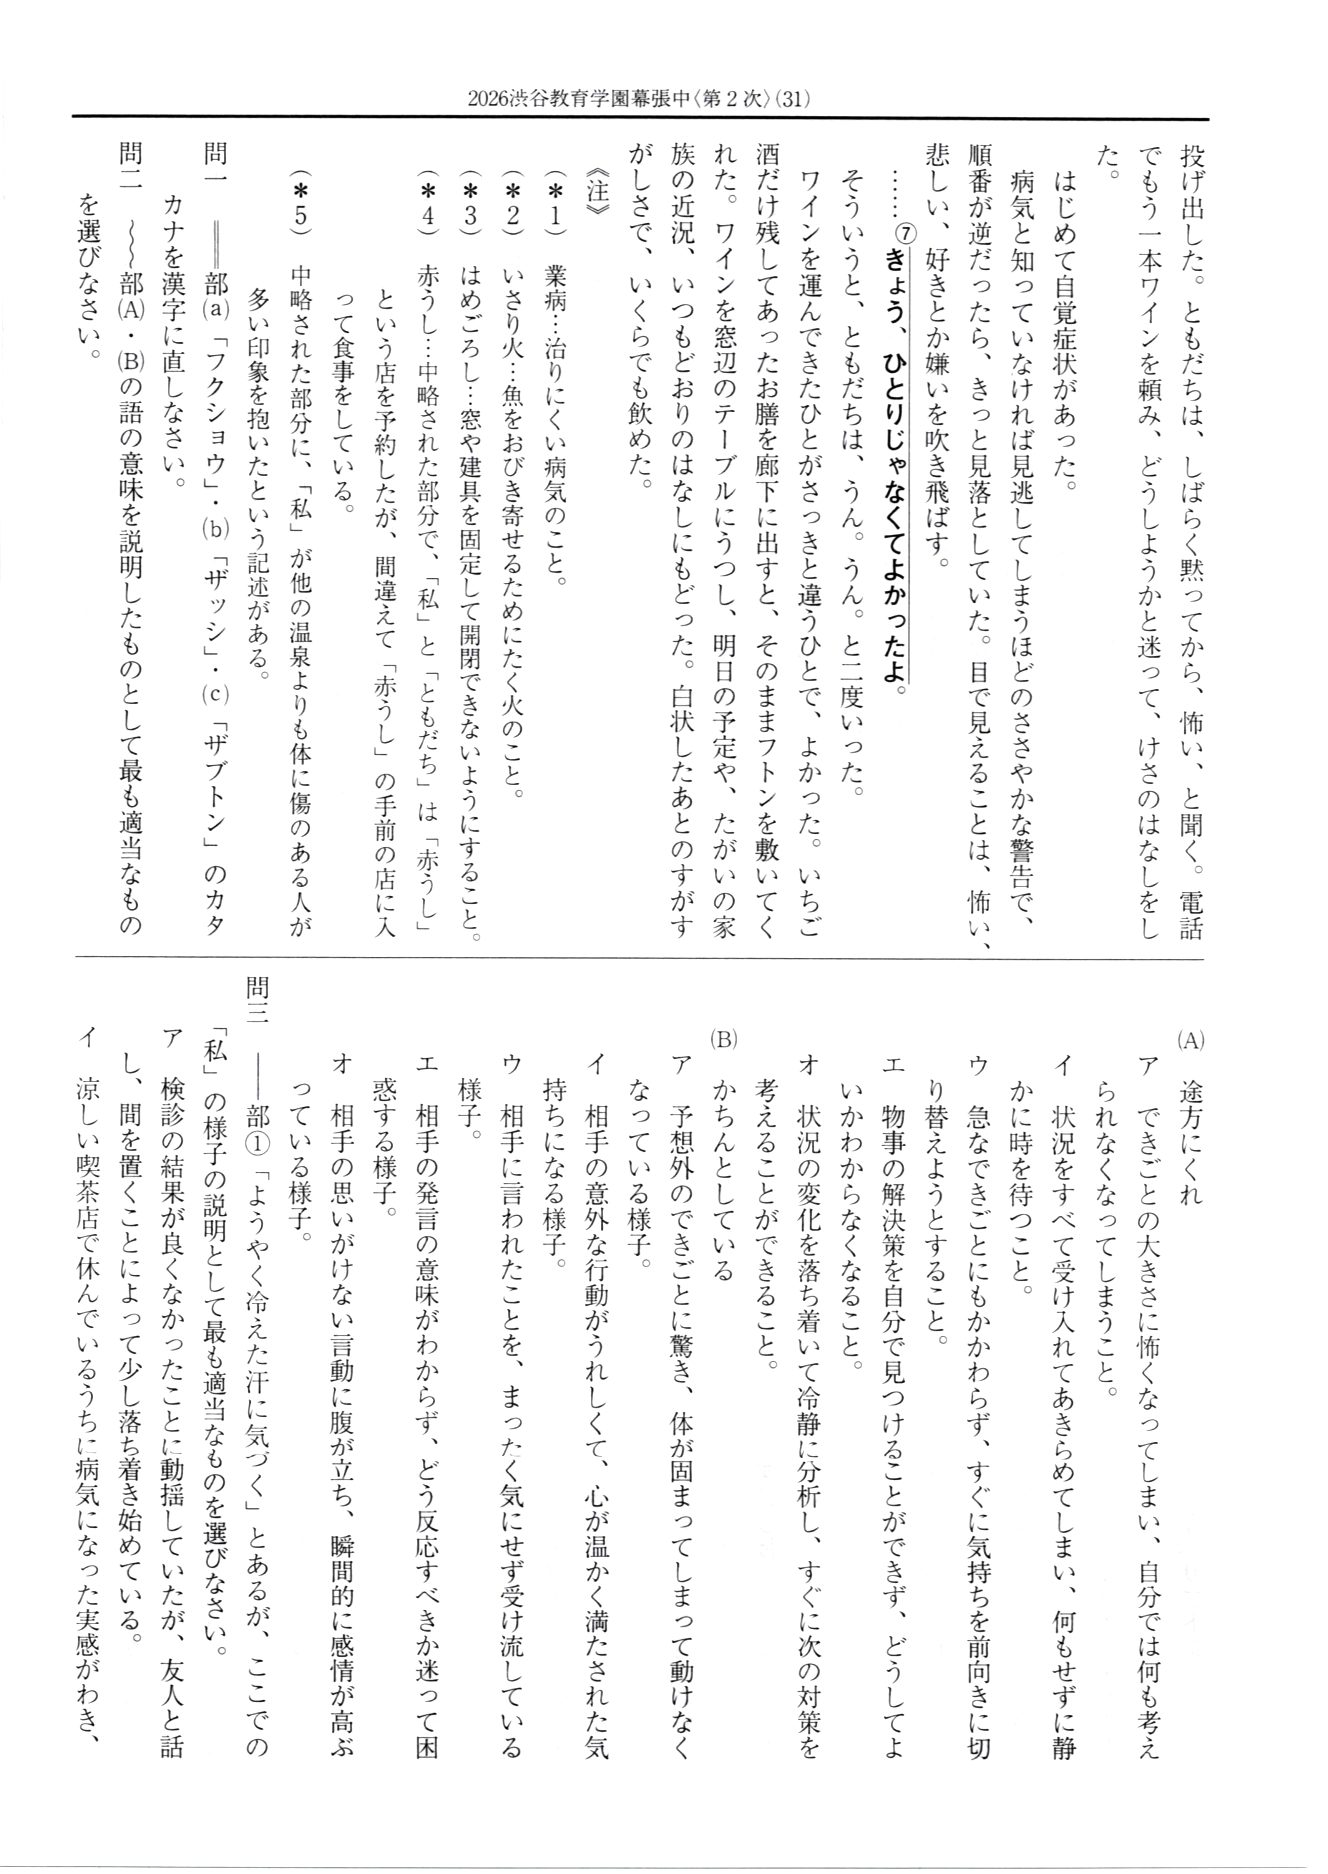 2026渋谷教育学園幕張中〈第2次〉(31)
投げ出した。ともだちは、しばらく黙ってから、怖い、と聞く。電話
でもう一本ワインを頼み、どうしようかと迷って、けさのはなしをし
た。
はじめて自覚症状があった。
病気と知っていなければ見逃してしまうほどのささやかな警告で、
順番が逆だったら、きっと見落としていた。目で見えることは、怖い、
悲しい、好きとか嫌いを吹き飛ばす。
……⑦きょう、ひとりじゃなくてよかったよ。
そういうと、ともだちは、うん。うん。と二度いった。
ワインを運んできたひとがさっきと違うひとで、よかった。いちご
酒だけ残してあったお膳を廊下に出すと、そのままフトンを敷いてく
れた。ワインを窓辺のテーブルにうつし、明日の予定や、たがいの家
族の近況、いつもどおりのはなしにもどった。白状したあとのすがす
がしさで、いくらでも飲めた。
《注》
(*1) 業病…治りにくい病気のこと。
(*2) いさり火…魚をおびき寄せるためにたく火のこと。
(*3) はめごろし…窓や建具を固定して開閉できないようにすること。
(*4) 赤うし…中略された部分で、「私」と「ともだち」は「赤うし」
という店を予約したが、間違えて「赤うし」の手前の店に入
って食事をしている。
(*5) 中略された部分に、「私」が他の温泉よりも体に傷のある人が
多い印象を抱いたという記述がある。
問一 ══部(a)「フクショウ」・(b)「ザッシ」・(c)「ザブトン」のカタ
カナを漢字に直しなさい。
問二 ~~~部(A)・(B)の語の意味を説明したものとして最も適当なもの
を選びなさい。
(A) 途方にくれ
ア できごとの大きさに怖くなってしまい、自分では何も考え
られなくなってしまうこと。
イ 状況をすべて受け入れてあきらめてしまい、何もせずに静
かに時を待つこと。
ウ 急なできごとにもかかわらず、すぐに気持ちを前向きに切
り替えようとすること。
エ 物事の解決策を自分で見つけることができず、どうしてよ
いかわからなくなること。
オ 状況の変化を落ち着いて冷静に分析し、すぐに次の対策を
考えることができること。
(B) かちんとしている
ア 予想外のできごとに驚き、体が固まってしまって動けなく
なっている様子。
イ 相手の意外な行動がうれしくて、心が温かく満たされた気
持ちになる様子。
ウ 相手に言われたことを、まったく気にせず受け流している
様子。
エ 相手の発言の意味がわからず、どう反応すべきか迷って困
惑する様子。
オ 相手の思いがけない言動に腹が立ち、瞬間的に感情が高ぶ
っている様子。
問三 ――部①「ようやく冷えた汗に気づく」とあるが、ここでの
「私」の様子の説明として最も適当なものを選びなさい。
ア 検診の結果が良くなかったことに動揺していたが、友人と話
し、間を置くことによって少し落ち着き始めている。
イ 涼しい喫茶店で休んでいるうちに病気になった実感がわき、